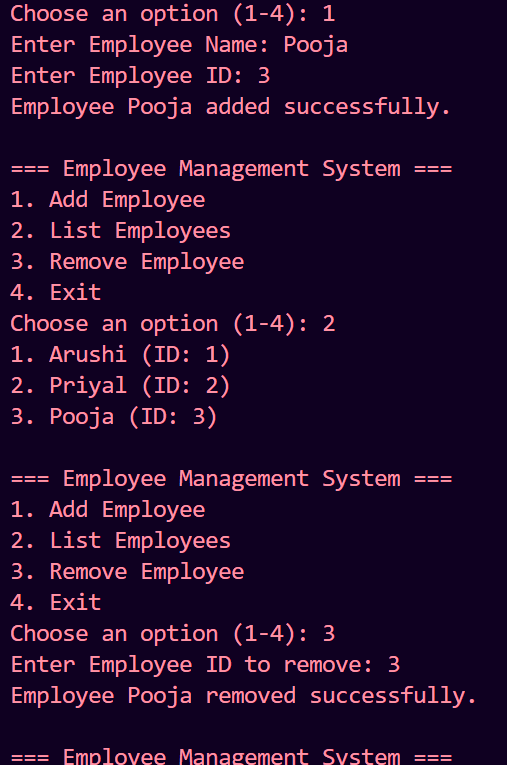 Choose an option (1-4): 1
Enter Employee Name: Pooja
Enter Employee ID: 3
Employee Pooja added successfully.
=== Employee Management System ===
1. Add Employee
2. List Employees
3. Remove Employee
4. Exit
Choose an option (1-4): 2
1. Arushi (ID: 1)
2. Priyal (ID: 2)
3. Pooja (ID: 3)
=== Employee Management System ===
1. Add Employee
2. List Employees
3. Remove Employee
4. Exit
Choose an option (1-4): 3
Enter Employee ID to remove: 3
Employee Pooja removed successfully.
=== Employee Management System ===